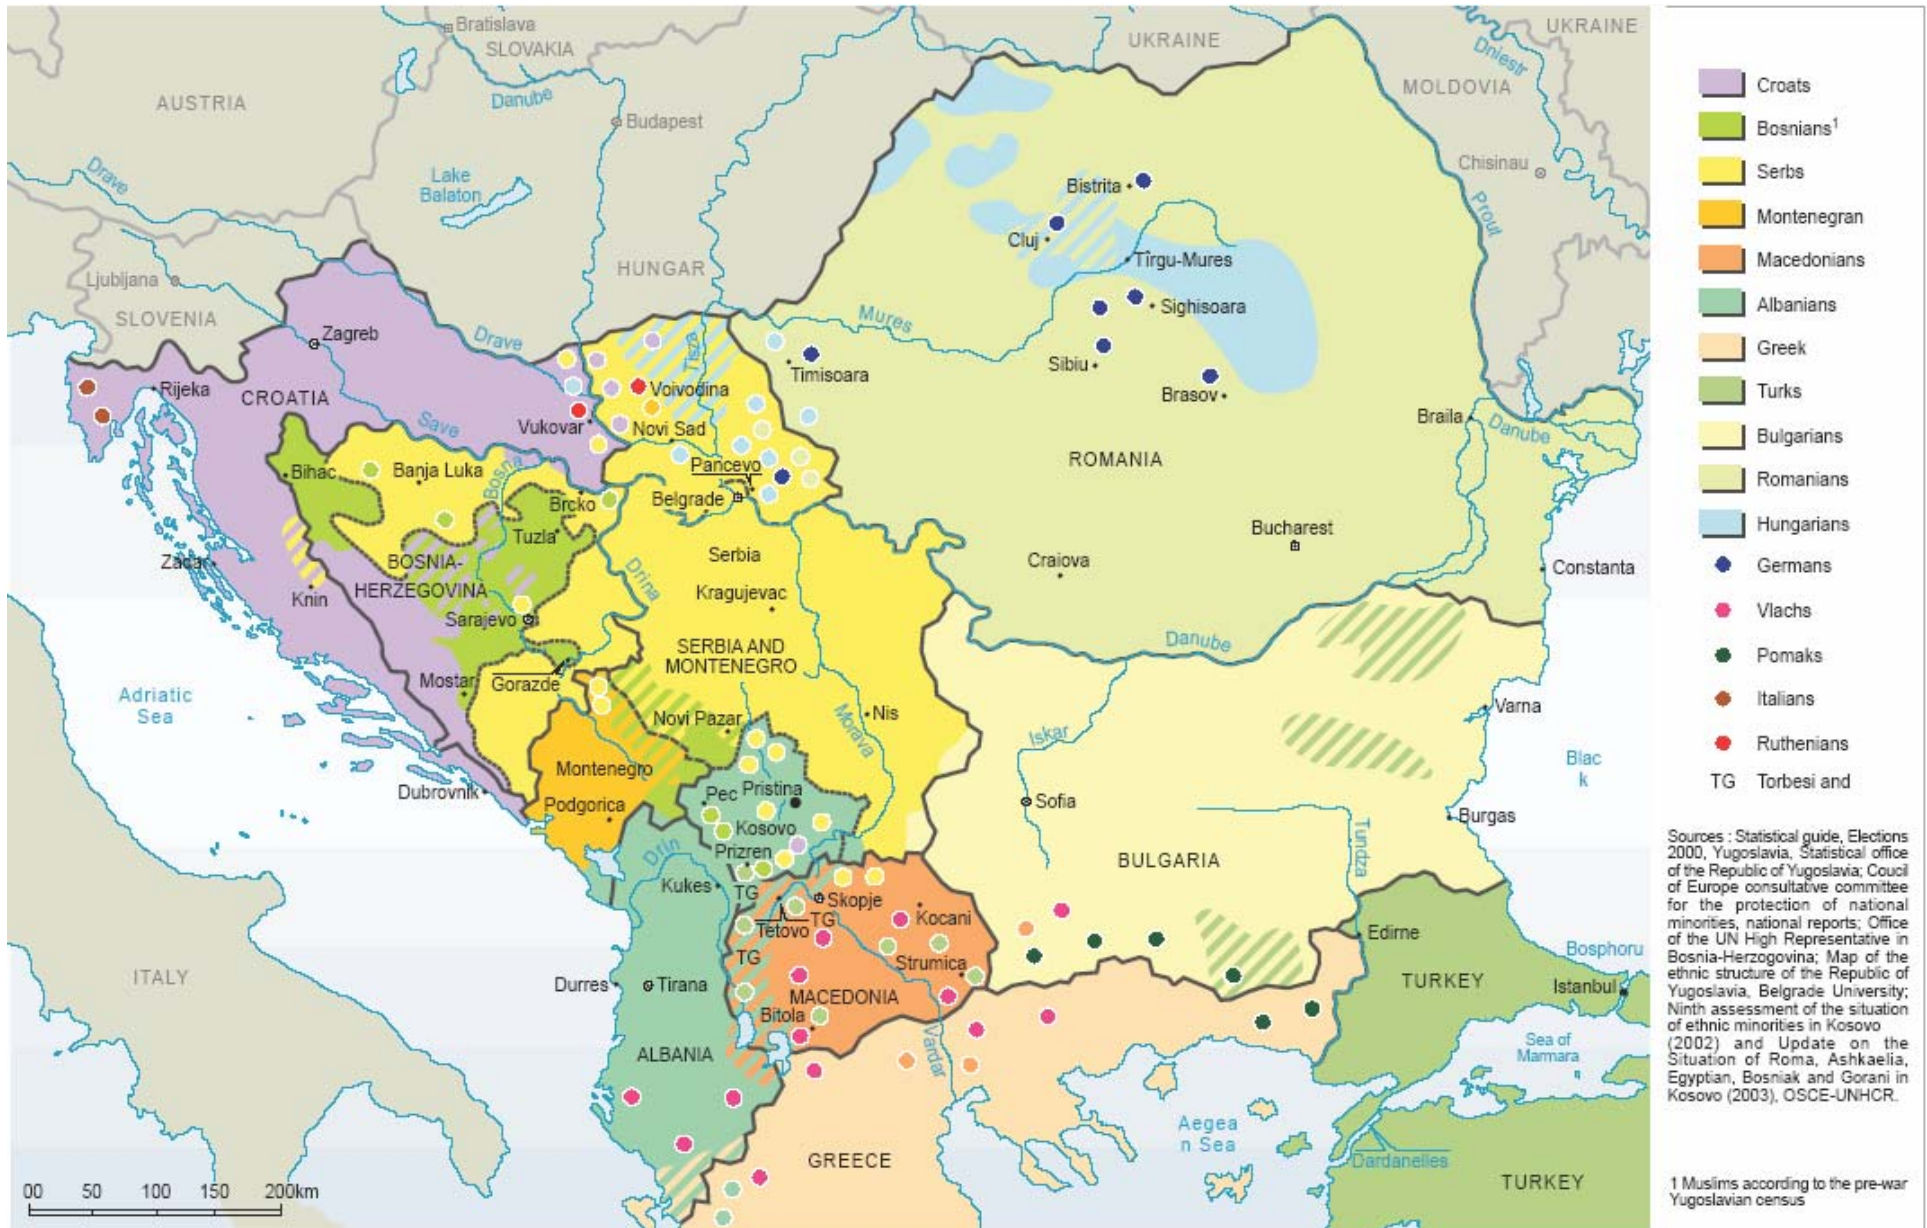 Bratislava
SLOVAKIA
UKRAINE
UKRAINE
Dniestr
AUSTRIA
Danube
MOLDOVIA
Budapest
Chisinau
Drave
Lake
Balaton
Bistrita
Prout
Cluj
Tîrgu-Mures
HUNGAR
Ljubljana
SLOVENIA
Zagreb
Drave
Tisza
Mures
Sighisoara
Timisoara
Sibiu
Brasov
Rijeka
CROATIA
Voivodina
Vukovar
Novi Sad
Save
Braila
Danube
Bihac
Banja Luka
Bosna
Pancevo
ROMANIA
Belgrade
Brcko
Tuzla
Bucharest
Zadar
BOSNIA-
HERZEGOVINA
Serbia
Craiova
Constanta
Knin
Drina
Kragujevac
Sarajevo
SERBIA AND
MONTENEGRO
Danube
Mostar
Gorazde
Adriatic
Sea
Novi Pazar
Morava
Nis
Iskar
Varna
Blac
k
Montenegro
Dubrovnik
Podgorica
Pec
Pristina
Kosovo
Sofia
Burgas
Tundza
Prizren
Drin
BULGARIA
Kukes
TG
Skopje
TG
Tetovo
Kocani
Edirne
TG
Strumica
Bosphoru
ITALY
Durres
Tirana
MACEDONIA
TURKEY
Istanbul
Bitola
Vardar
ALBANIA
Sea of
Marmara
Aegea
n Sea
GREECE
Dardanelles
TURKEY
00 50 100 150 200km
Croats
Bosnians¹
Serbs
Montenegran
Macedonians
Albanians
Greek
Turks
Bulgarians
Romanians
Hungarians
Germans
Vlachs
Pomaks
Italians
Ruthenians
TG Torbesi and
Sources : Statistical guide, Elections
2000, Yugoslavia, Statistical office
of the Republic of Yugoslavia; Coucil
of Europe consultative committee
for the protection of national
minorities, national reports; Office
of the UN High Representative in
Bosnia-Herzogovina; Map of the
ethnic structure of the Republic of
Yugoslavia, Belgrade University;
Ninth assessment of the situation
of ethnic minorities in Kosovo
(2002) and Update on the
Situation of Roma, Ashkaelia,
Egyptian, Bosniak and Gorani in
Kosovo (2003), OSCE-UNHCR.
1 Muslims according to the pre-war
Yugoslavian census